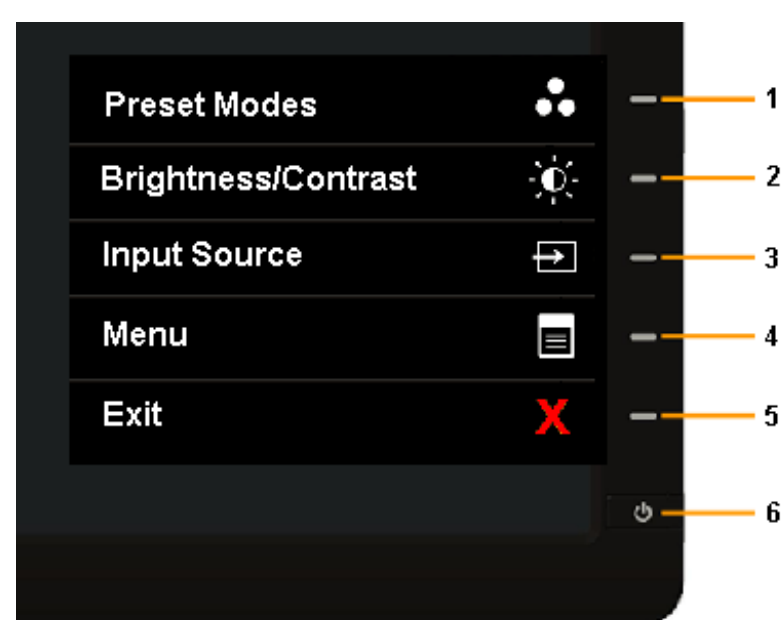 Preset Modes 1
Brightness/Contrast 2
Input Source 3
Menu 4
Exit X 5
6